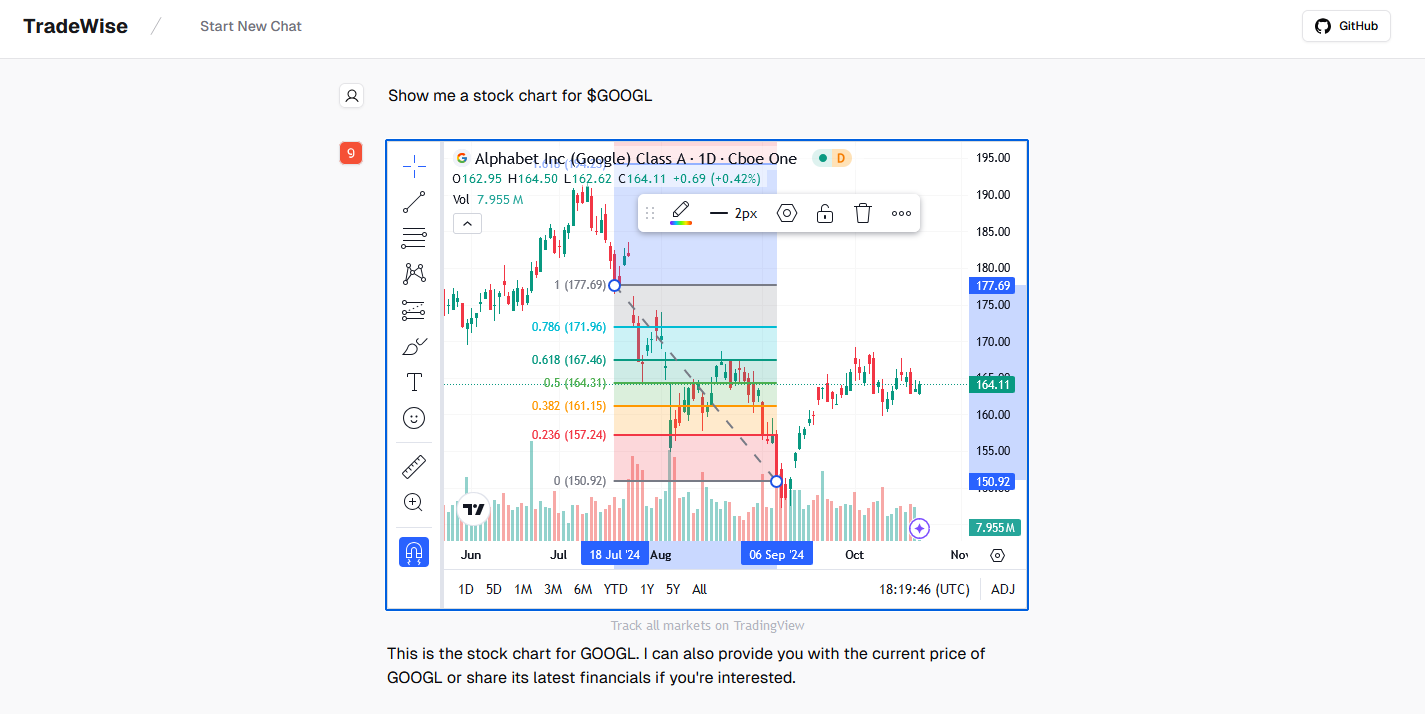 TradeWise / Start New Chat GitHub
Show me a stock chart for $GOOGL
9
Alphabet Inc (Google) Class A · 1D · Cboe One D
O162.95 H164.50 L162.62 C164.11 +0.69 (+0.42%)
Vol 7.955 M
2px
195.00
190.00
185.00
180.00
1 (177.69) 177.69
175.00
0.786 (171.96)
170.00
0.618 (167.46)
0.5 (164.31) 164.11
0.382 (161.15) 160.00
0.236 (157.24)
155.00
0 (150.92) 150.92
7.955M
Jun Jul 18 Jul '24 Aug 06 Sep '24 Oct
1D 5D 1M 3M 6M YTD 1Y 5Y All 18:19:46 (UTC) ADJ
Track all markets on TradingView
This is the stock chart for GOOGL. I can also provide you with the current price of
GOOGL or share its latest financials if you're interested.